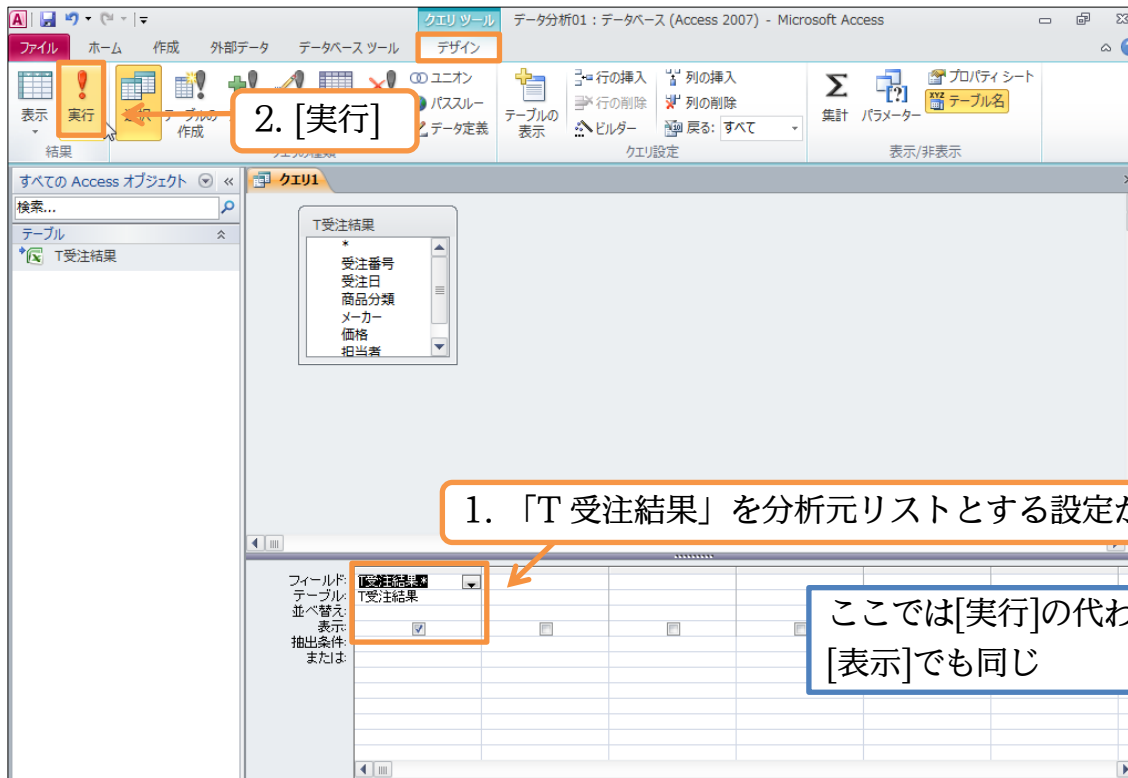 クエリ ツール
データ分析01 : データベース (Access 2007) - Microsoft Access
ファイル ホーム 作成 外部データ データベース ツール デザイン
表示
実行
結果
作成
2. [実行]
ユニオン
パススルー
データ定義
テーブルの
表示
行の挿入
行の削除
ビルダー
列の挿入
列の削除
戻る: すべて
クエリ設定
集計
パラメーター
プロパティ シート
テーブル名
表示/非表示
すべての Access オブジェクト
検索...
テーブル
T受注結果
クエリ1
T受注結果
*
受注番号
受注日
商品分類
メーカー
価格
担当者
1. 「T 受注結果」を分析元リストとする設定
フィールド: T受注結果.*
テーブル: T受注結果
並べ替え:
表示:
抽出条件:
または:
ここでは[実行]の代わ
[表示]でも同じ